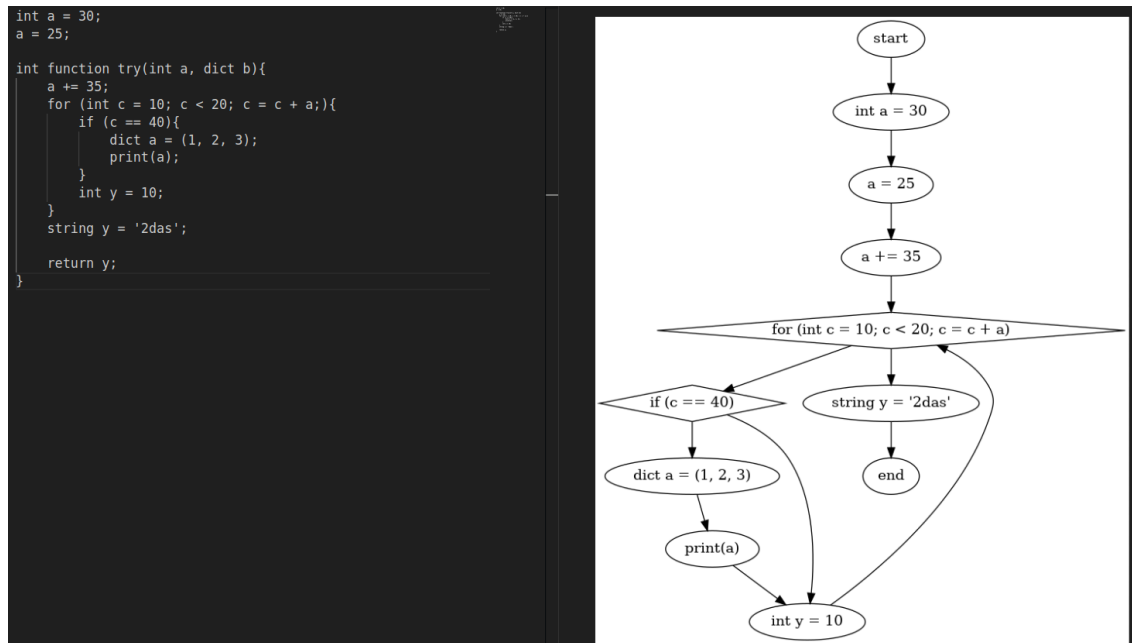 int a = 30;
a = 25;
int function try(int a, dict b){
a += 35;
for (int c = 10; c < 20; c = c + a;){
if (c == 40){
dict a = (1, 2, 3);
print(a);
}
int y = 10;
}
string y = '2das';
return y;
}
start
int a = 30
a = 25
a += 35
for (int c = 10; c < 20; c = c + a)
if (c == 40)
string y = '2das'
dict a = (1, 2, 3)
end
print(a)
int y = 10